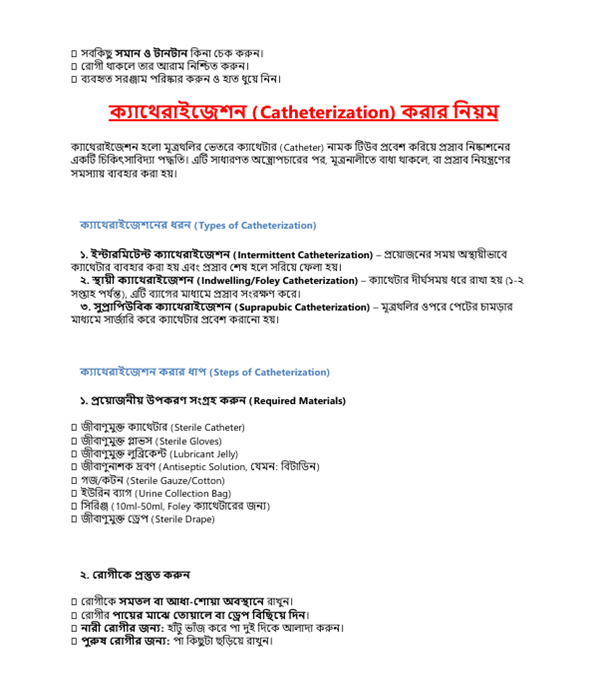 ▯ সবকিছু সমান ও টানটান কিনা চেক করুন।
▯ রোগী থাকলে তার আরাম নিশ্চিত করুন।
▯ ব্যবহৃত সরঞ্জাম পরিষ্কার করুন ও হাত ধুয়ে নিন।
ক্যাথেরাইজেশন (Catheterization) করার নিয়ম
ক্যাথেরাইজেশন হলো মূত্রথলির ভেতরে ক্যাথেটার (Catheter) নামক টিউব প্রবেশ করিয়ে প্রস্রাব নিষ্কাশনের
একটি চিকিৎসাবিদ্যা পদ্ধতি। এটি সাধারণত অস্ত্রোপচারের পর, মূত্রনালীতে বাধা থাকলে, বা প্রস্রাব নিয়ন্ত্রণের
সমস্যায় ব্যবহার করা হয়।
ক্যাথেরাইজেশনের ধরন (Types of Catheterization)
১. ইন্টারমিটেন্ট ক্যাথেরাইজেশন (Intermittent Catheterization) – প্রয়োজনের সময় অস্থায়ীভাবে
ক্যাথেটার ব্যবহার করা হয় এবং প্রস্রাব শেষ হলে সরিয়ে ফেলা হয়।
২. স্থায়ী ক্যাথেরাইজেশন (Indwelling/Foley Catheterization) – ক্যাথেটার দীর্ঘসময় ধরে রাখা হয় (১-২
সপ্তাহ পর্যন্ত), এটি ব্যাগের মাধ্যমে প্রস্রাব সংরক্ষণ করে।
৩. সুপ্রাপিউবিক ক্যাথেরাইজেশন (Suprapubic Catheterization) – মূত্রথলির ওপরে পেটের চামড়ার
মাধ্যমে সার্জারি করে ক্যাথেটার প্রবেশ করানো হয়।
ক্যাথেরাইজেশন করার ধাপ (Steps of Catheterization)
১. প্রয়োজনীয় উপকরণ সংগ্রহ করুন (Required Materials)
▯ জীবাণুমুক্ত ক্যাথেটার (Sterile Catheter)
▯ জীবাণুমুক্ত গ্লাভস (Sterile Gloves)
▯ জীবাণুমুক্ত লুব্রিকেন্ট (Lubricant Jelly)
▯ জীবাণুনাশক দ্রবণ (Antiseptic Solution, যেমন: বিটাডিন)
▯ গজ/কটন (Sterile Gauze/Cotton)
▯ ইউরিন ব্যাগ (Urine Collection Bag)
▯ সিরিঞ্জ (10ml-50ml, Foley ক্যাথেটারের জন্য)
▯ জীবাণুমুক্ত ড্রেপ (Sterile Drape)
২. রোগীকে প্রস্তুত করুন
▯ রোগীকে সমতল বা আধা-শোয়া অবস্থানে রাখুন।
▯ রোগীর পায়ের মাঝে তোয়ালে বা ড্রেপ বিছিয়ে দিন।
▯ নারী রোগীর জন্য: হাঁটু ভাঁজ করে পা দুই দিকে আলাদা করুন।
▯ পুরুষ রোগীর জন্য: পা কিছুটা ছড়িয়ে রাখুন।